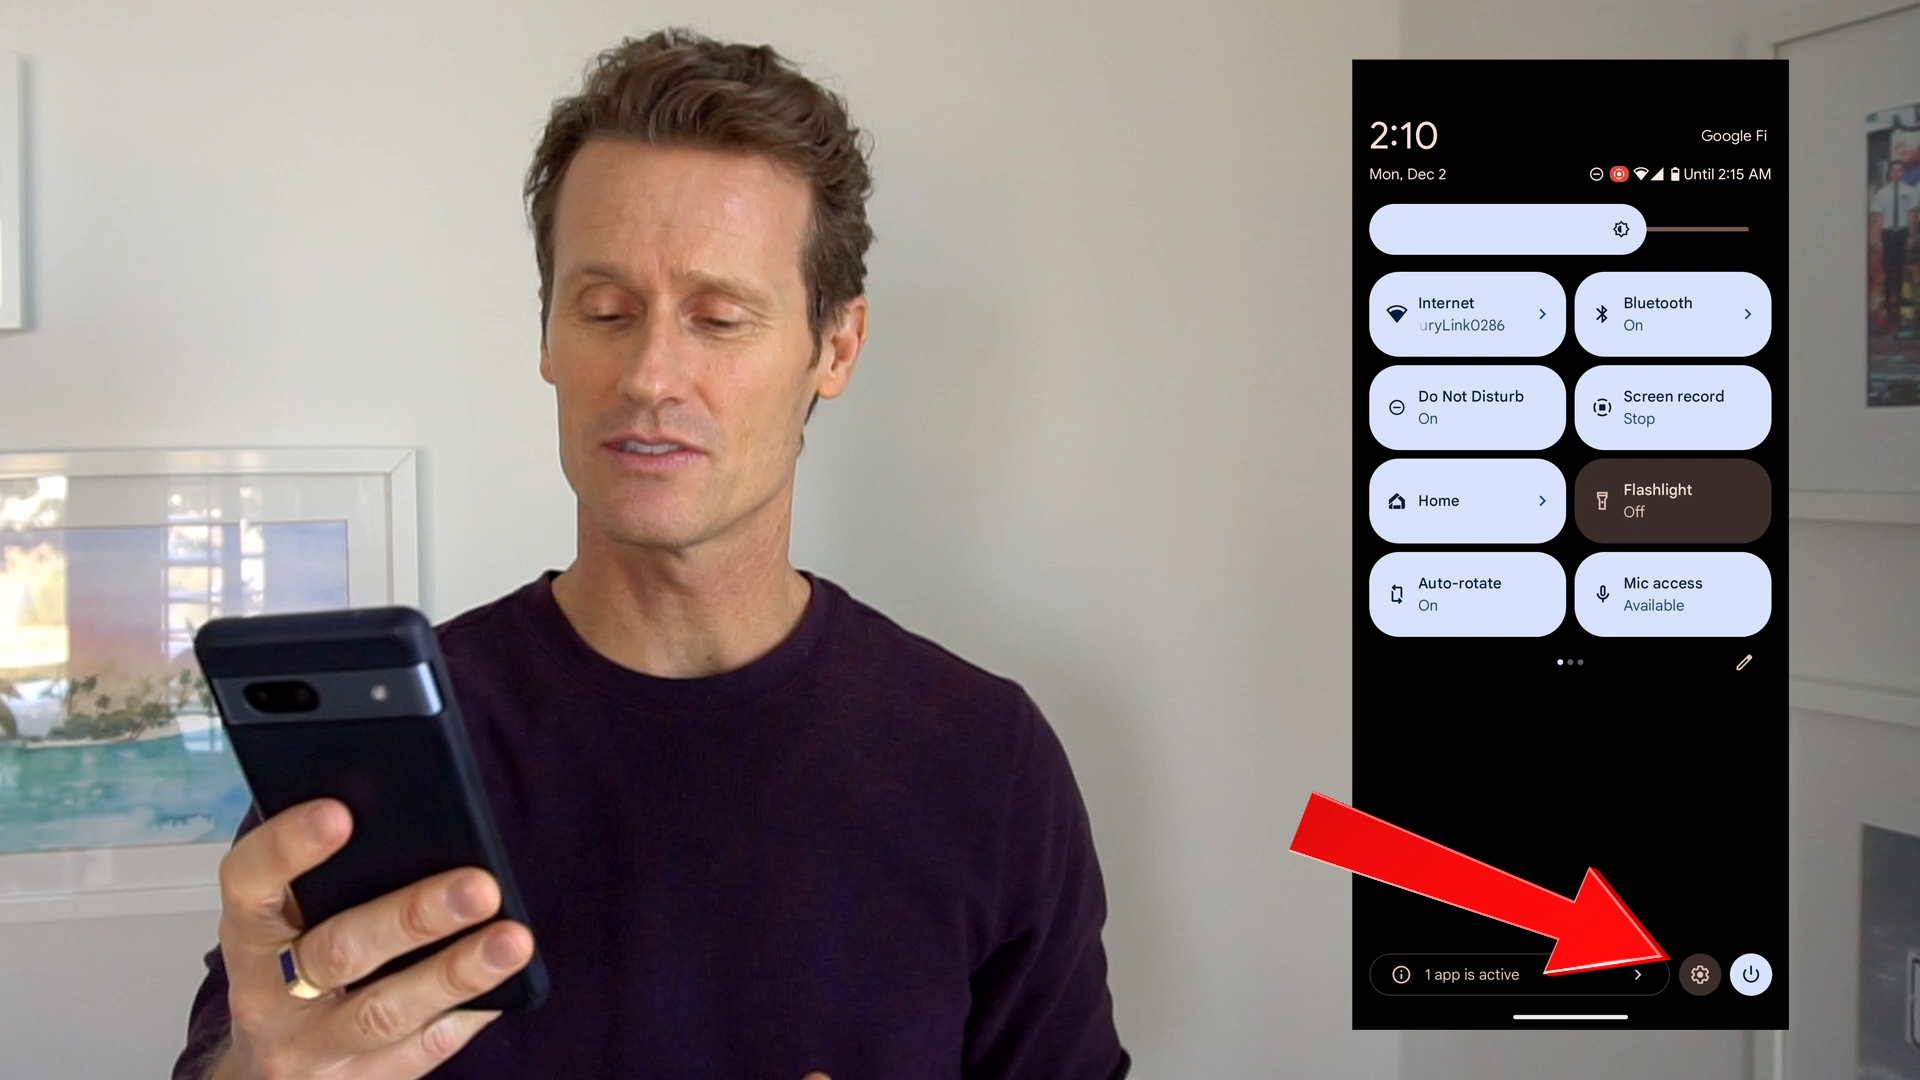 2:10
Google Fi
Mon, Dec 2
Until 2:15 AM
Internet
uryLink0286
Bluetooth
On
Do Not Disturb
On
Screen record
Stop
Home
Flashlight
Off
Auto-rotate
On
Mic access
Available
1 app is active